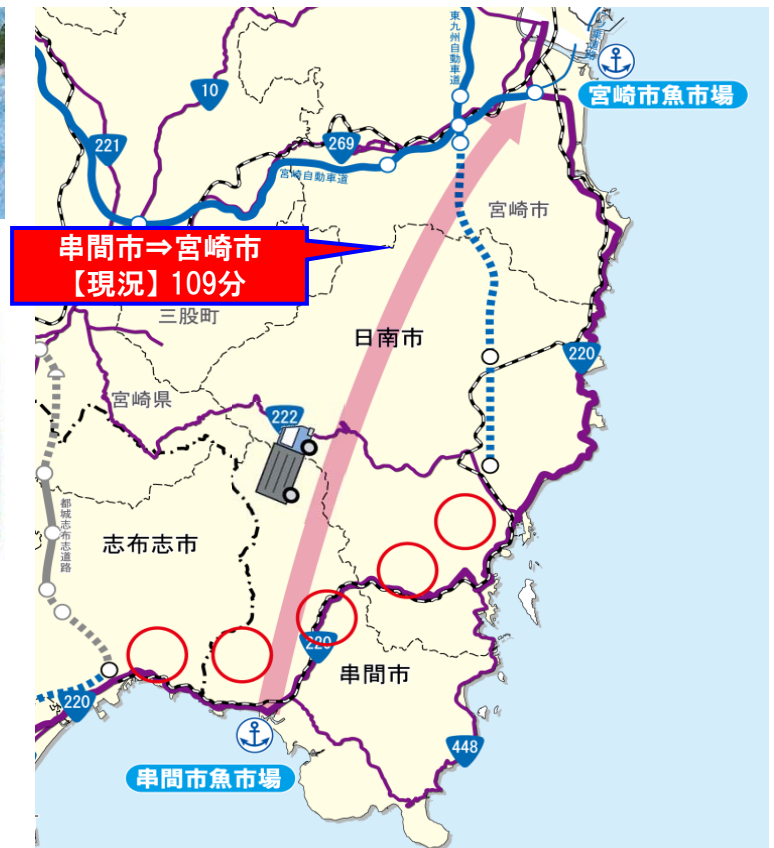 東九州自動車道
10
宮崎市魚市場
221
269
宮崎自動車道
宮崎市
串間市⇒宮崎市
【現況】109分
三股町
日南市
220
宮崎県
222
都城志布志道路
志布志市
220
串間市
220
448
串間市魚市場